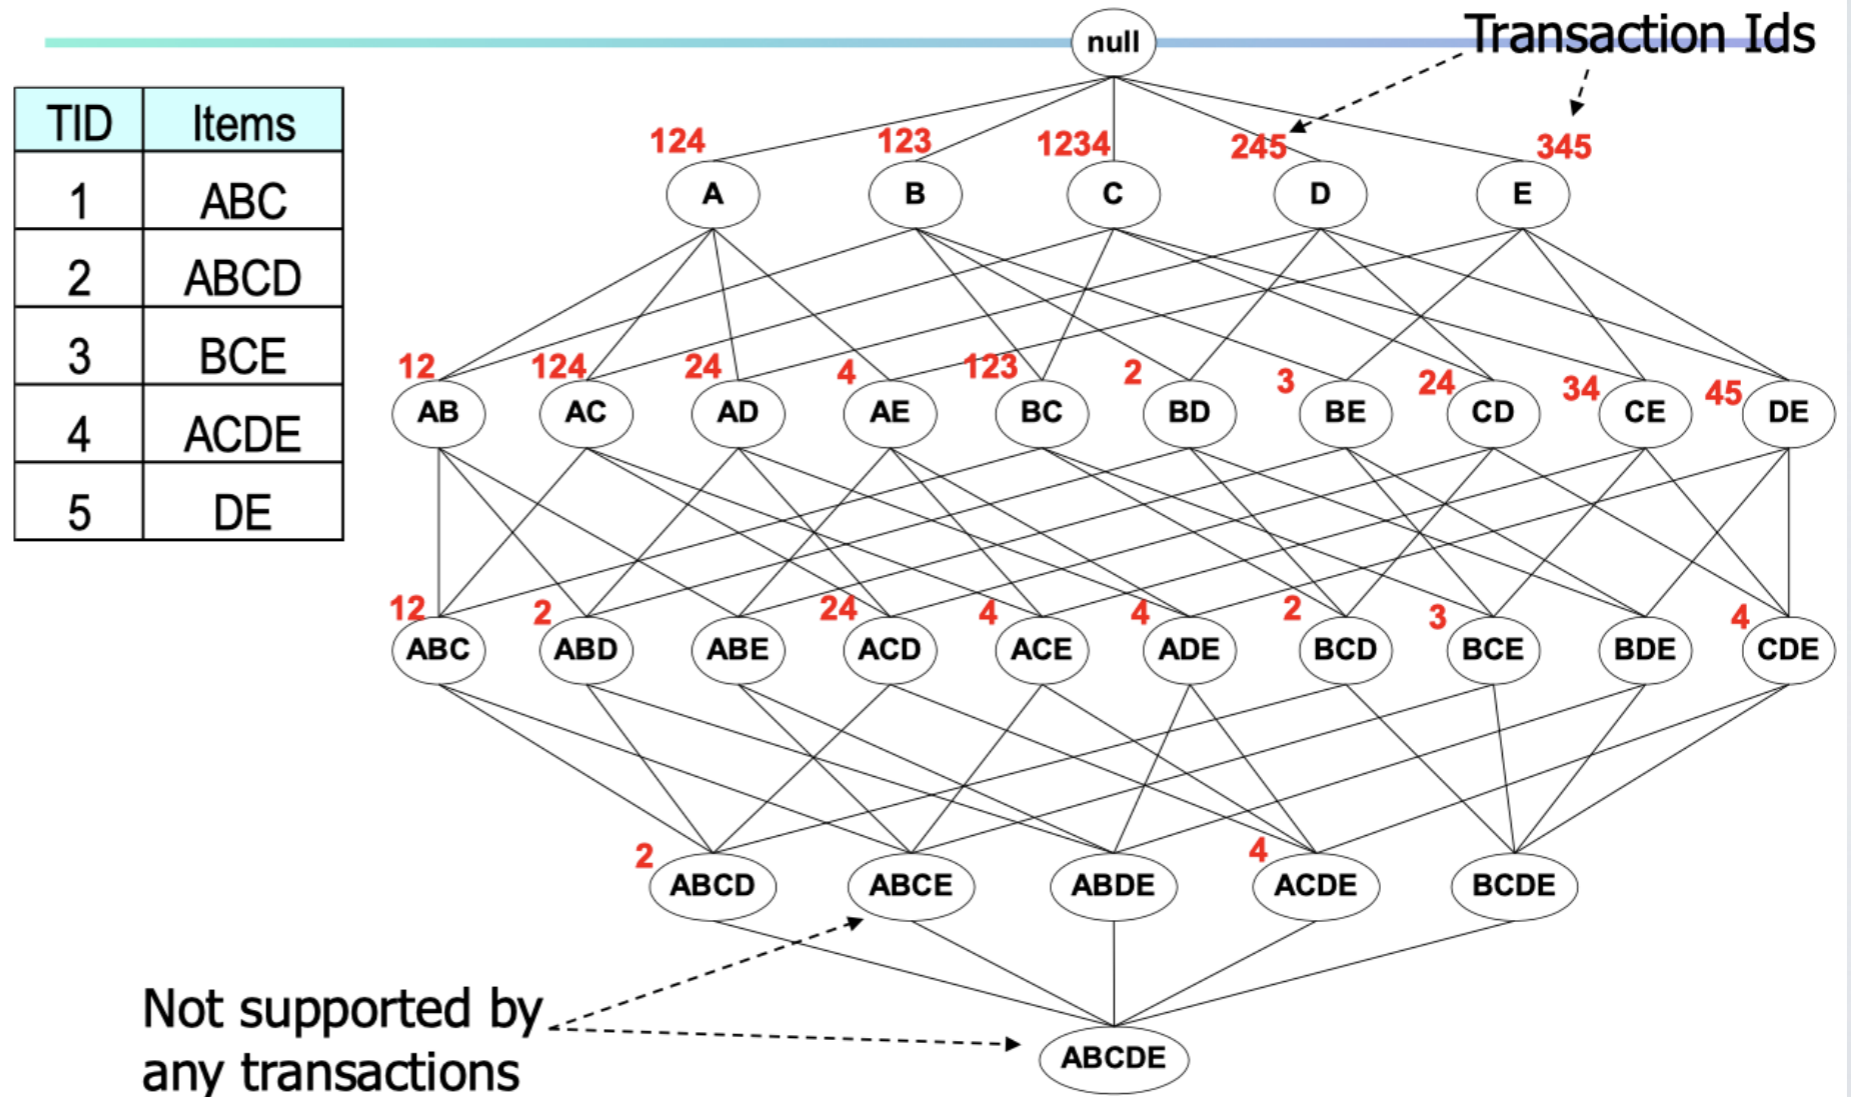 null
Transaction Ids
TID Items
1 ABC
2 ABCD
3 BCE
4 ACDE
5 DE
124 123 1234 245 345
A B C D E
12 124 24 4 123 2 3 24 34 45
AB AC AD AE BC BD BE CD CE DE
12 2 24 4 4 2 3 4
ABC ABD ABE ACD ACE ADE BCD BCE BDE CDE
2 4
ABCD ABCE ABDE ACDE BCDE
Not supported by
any transactions
ABCDE